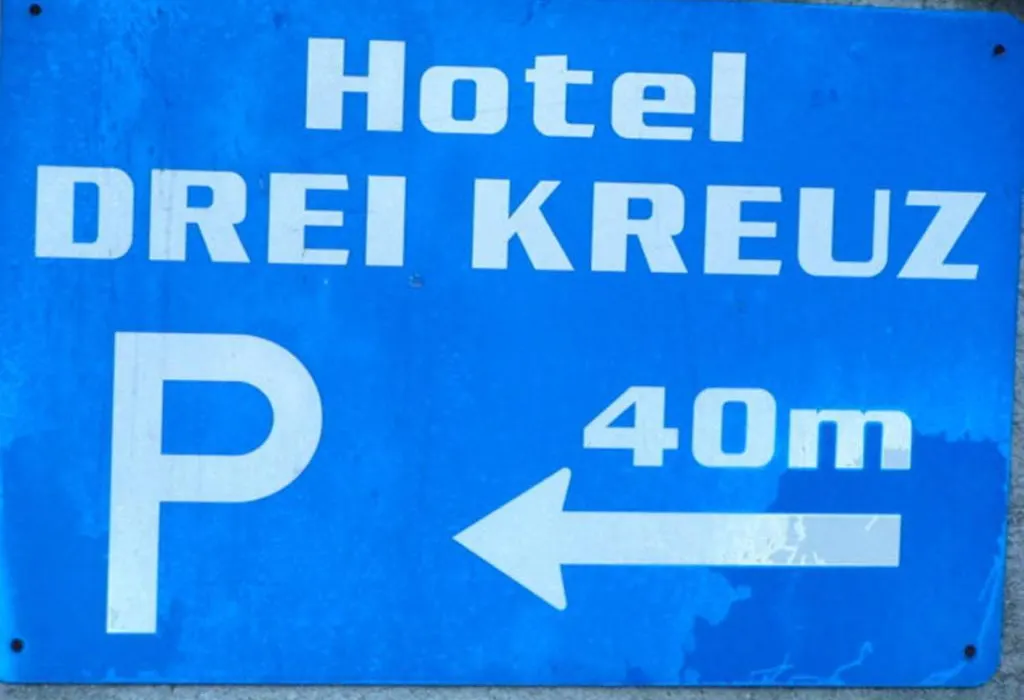 Hotel
DREI KREUZ
P
40m